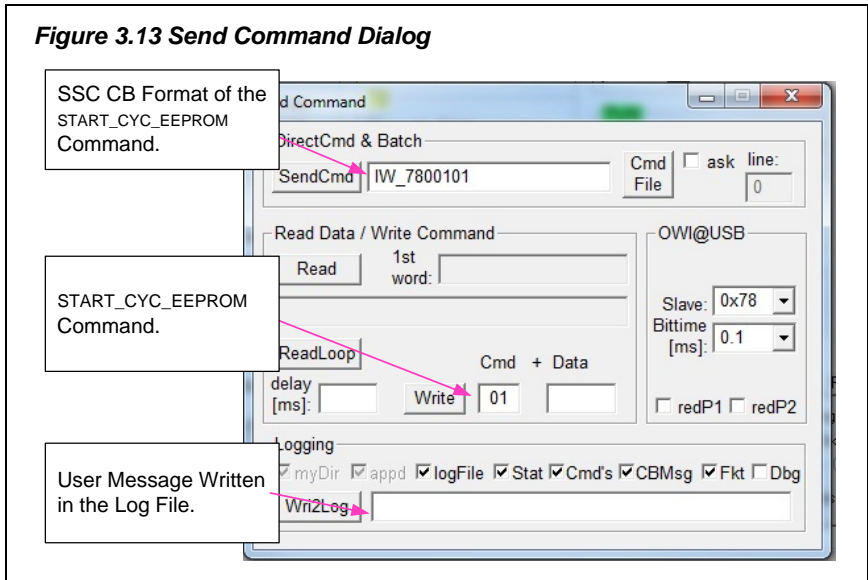 Figure 3.13 Send Command Dialog
SSC CB Format of the
START_CYC_EEPROM
Command.
d Command
DirectCmd & Batch
SendCmd IW_7800101 Cmd File ask line: 0
Read Data / Write Command
Read 1st word:
START_CYC_EEPROM
Command.
ReadLoop
Cmd + Data
delay [ms]: Write 01
OWI@USB
Slave: 0x78
Bittime [ms]: 0.1
redP1 redP2
User Message Written
in the Log File.
Logging
myDir appd logFile Stat Cmd's CBMsg Fkt Dbg
Wri2Log